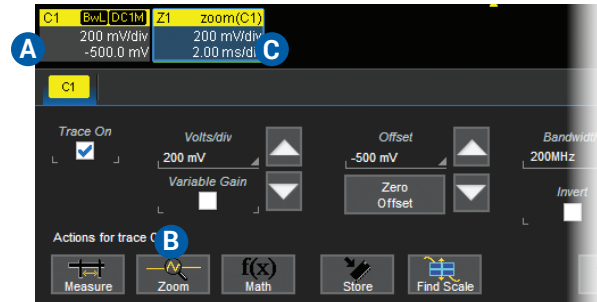 C1 BwL DC1M Z1 zoom(C1)
200 mV/div 200 mV/div
-500.0 mV 2.00 ms/di
A C
C1
Trace On Volts/div Offset Bandwidth
200 mV -500 mV 200MHz
Variable Gain Zero Offset Invert
Actions for trace
B
Measure Zoom f(x) Math Store Find Scale